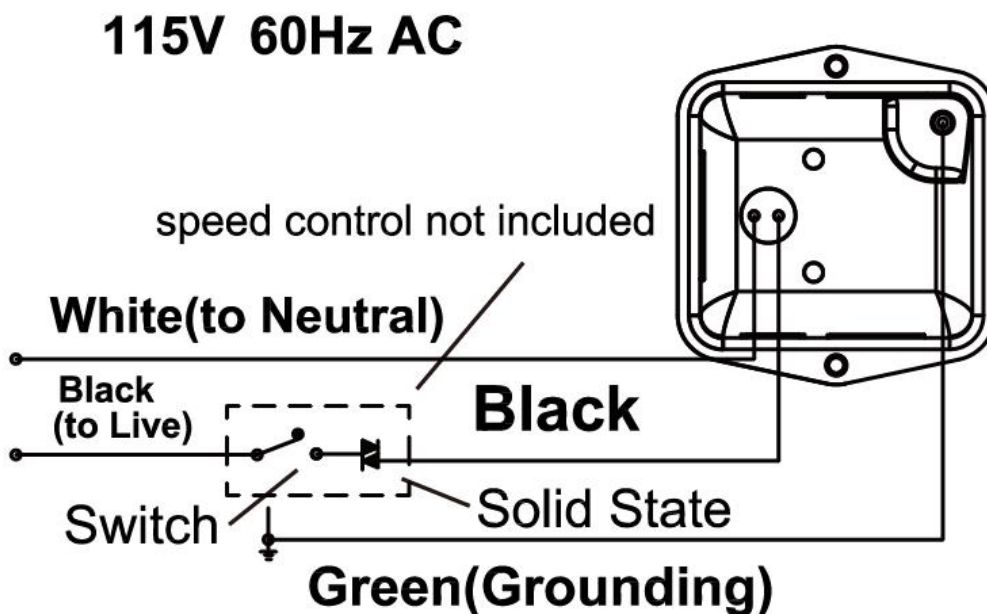 115V 60Hz AC
speed control not included
White(to Neutral)
Black
(to Live)
Black
Switch
Solid State
Green(Grounding)